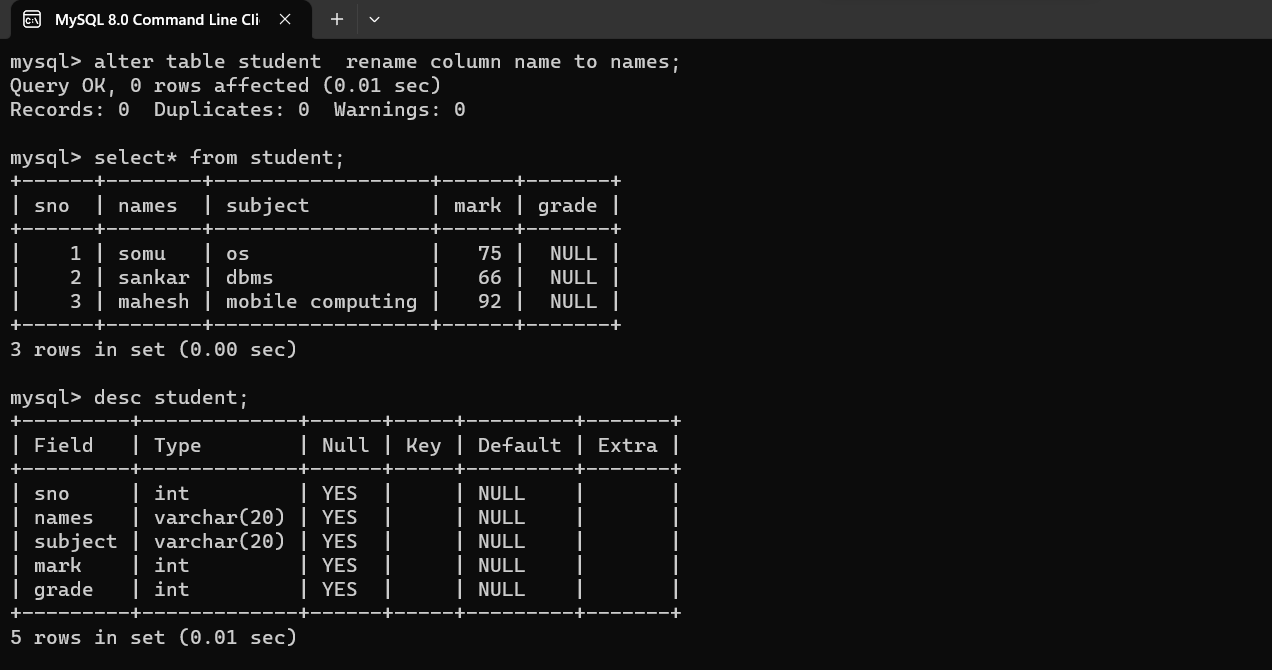 MySQL 8.0 Command Line Cli
mysql> alter table student  rename column name to names;
Query OK, 0 rows affected (0.01 sec)
Records: 0  Duplicates: 0  Warnings: 0
mysql> select* from student;
+------+--------+------------------+------+-------+
| sno  | names  | subject          | mark | grade |
+------+--------+------------------+------+-------+
|    1 | somu   | os               |   75 |  NULL |
|    2 | sankar | dbms             |   66 |  NULL |
|    3 | mahesh | mobile computing |   92 |  NULL |
+------+--------+------------------+------+-------+
3 rows in set (0.00 sec)
mysql> desc student;
+---------+-------------+------+-----+---------+-------+
| Field   | Type        | Null | Key | Default | Extra |
+---------+-------------+------+-----+---------+-------+
| sno     | int         | YES  |     | NULL    |       |
| names   | varchar(20) | YES  |     | NULL    |       |
| subject | varchar(20) | YES  |     | NULL    |       |
| mark    | int         | YES  |     | NULL    |       |
| grade   | int         | YES  |     | NULL    |       |
+---------+-------------+------+-----+---------+-------+
5 rows in set (0.01 sec)